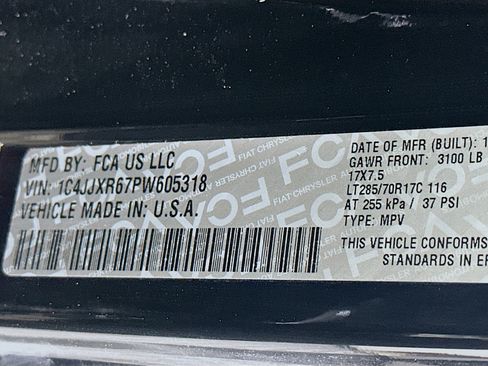 MFD BY: FCA US LLC
VIN: 1C4JJXR67PW605318
VEHICLE MADE IN: U.S.A.
DATE OF MFR (BUILT): 1
GAWR FRONT: 3100 LB
17X7.5
LT285/70R17C 116
AT 255 kPa / 37 PSI
TYPE: MPV
THIS VEHICLE CONFORMS
STANDARDS IN EF